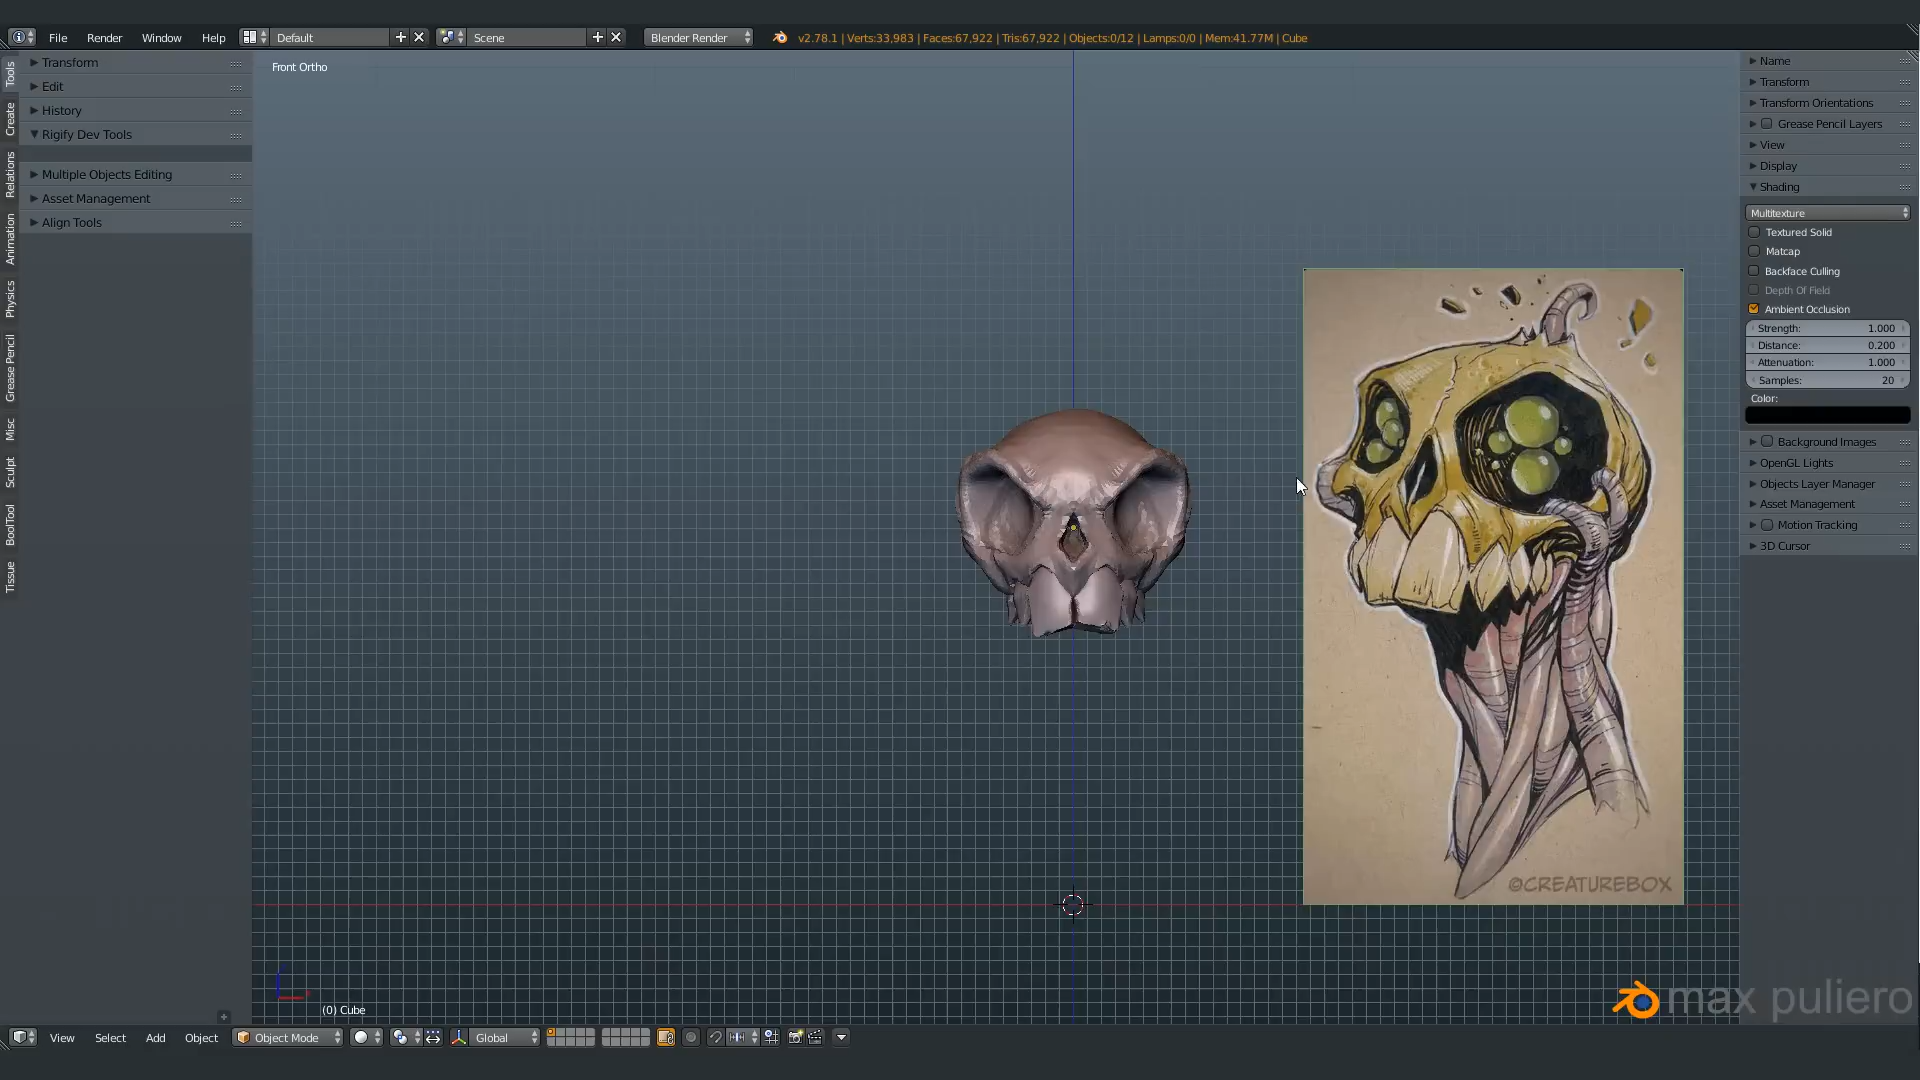 File Render Window Help Default Scene Blender Render v2.78.1 | Verts:33,983 | Faces:67,922 | Tris:67,922 | Objects:0/12 | Lamps:0/0 | Mem:41.77M | Cube
Tools
Create
Relations
Animation
Physics
Grease Pencil
Misc
Sculpt
BoolTool
Tissue
Transform
Edit
History
Rigify Dev Tools
Multiple Objects Editing
Asset Management
Align Tools
Front Ortho
©CREATUREBOX
(0) Cube
Name
Transform
Transform Orientations
Grease Pencil Layers
View
Display
Shading
Multitexture
Textured Solid
Matcap
Backface Culling
Depth Of Field
Ambient Occlusion
Strength: 1.000
Distance: 0.200
Attenuation: 1.000
Samples: 20
Color:
Background Images
OpenGL Lights
Objects Layer Manager
Asset Management
Motion Tracking
3D Cursor
max puliero
View Select Add Object Object Mode Global